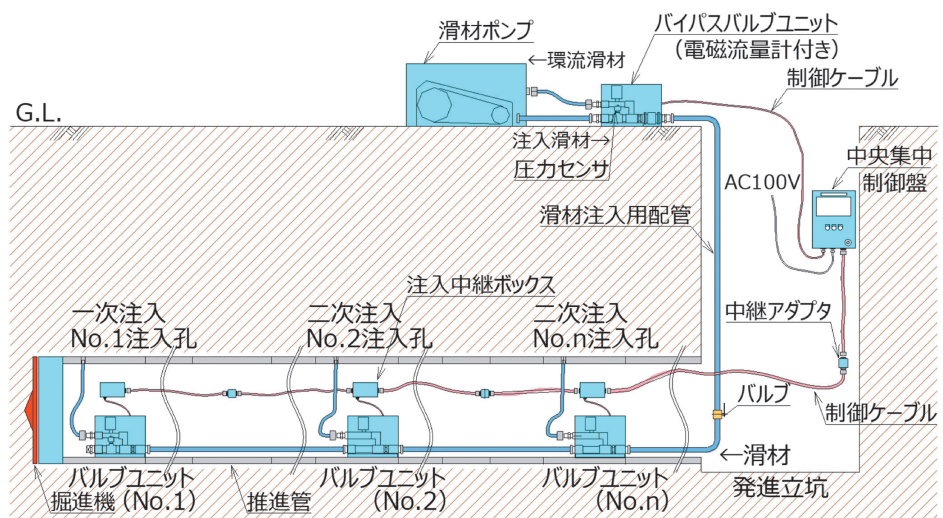 滑材ポンプ
バイパスバルブユニット
（電磁流量計付き）
←環流滑材
制御ケーブル
G.L.
注入滑材→
圧力センサ
中央集中
制御盤
AC100V
滑材注入用配管
注入中継ボックス
一次注入
No.1注入孔
二次注入
No.2注入孔
二次注入
No.n注入孔
中継アダプタ
バルブ
制御ケーブル
←滑材
発進立坑
バルブユニット
（No.1）
掘進機
推進管
バルブユニット
（No.2）
バルブユニット
（No.n）